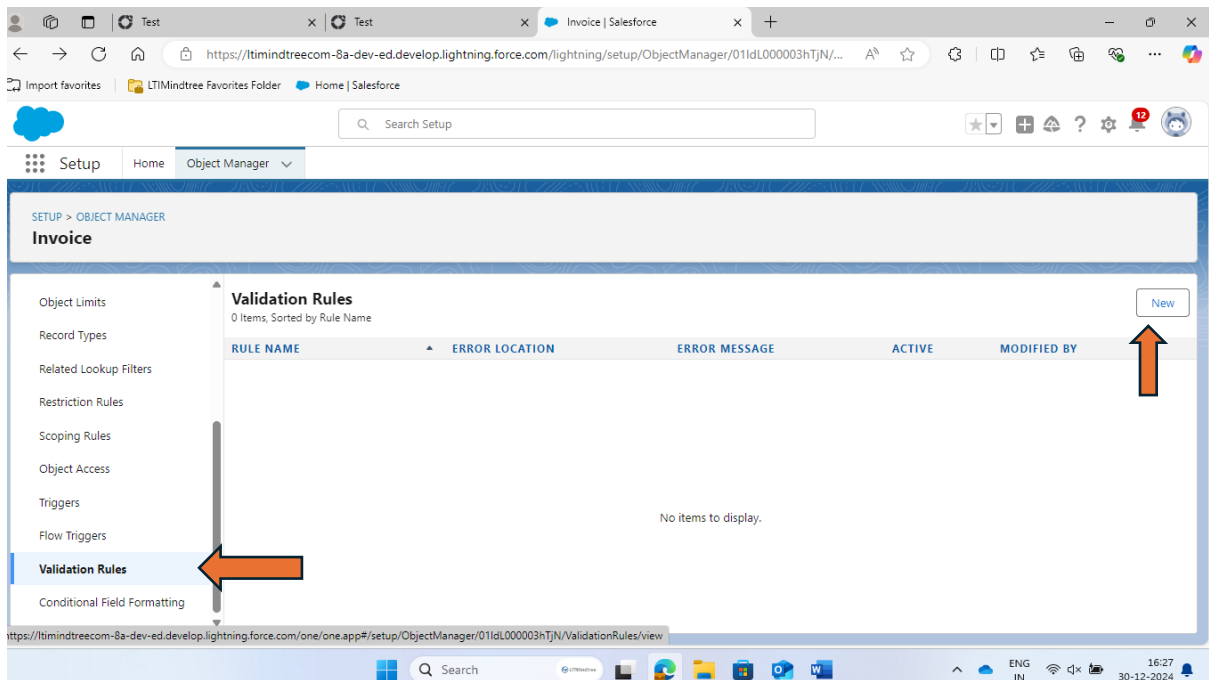 Test
Test
Invoice | Salesforce
https://ltimindtreecom-8a-dev-ed.develop.lightning.force.com/lightning/setup/ObjectManager/01IdL000003hTjN/...
Import favorites
LTIMindtree Favorites Folder
Home | Salesforce
Search Setup
12
Setup
Home
Object Manager
SETUP > OBJECT MANAGER
Invoice
Object Limits
Record Types
Related Lookup Filters
Restriction Rules
Scoping Rules
Object Access
Triggers
Flow Triggers
Validation Rules
Conditional Field Formatting
Validation Rules
0 Items, Sorted by Rule Name
New
RULE NAME ERROR LOCATION ERROR MESSAGE ACTIVE MODIFIED BY
No items to display.
https://ltimindtreecom-8a-dev-ed.develop.lightning.force.com/one/one.app#/setup/ObjectManager/01IdL000003hTjN/ValidationRules/view
Search
LTIMindtree
ENG
IN
16:27
30-12-2024